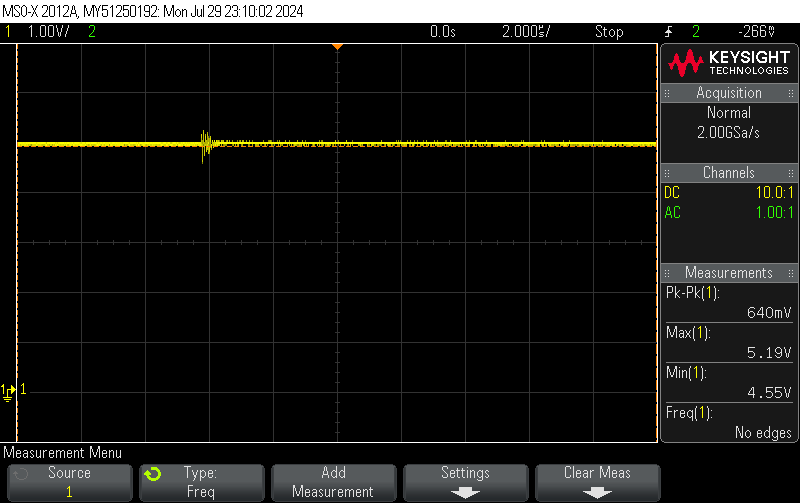 MSO-X 2012A, MY51250192: Mon Jul 29 23:10:02 2024
1 1.00V/ 2 0.0s 2.000s/ Stop 2 -266mV
KEYSIGHT
TECHNOLOGIES
Acquisition
Normal
2.00GSa/s
Channels
DC 10.0:1
AC 1.00:1
Measurements
Pk-Pk(1):
640mV
Max(1):
5.19V
Min(1):
4.55V
Freq(1):
No edges
1 1
Measurement Menu
Source
1
Type:
Freq
Add
Measurement
Settings
Clear Meas